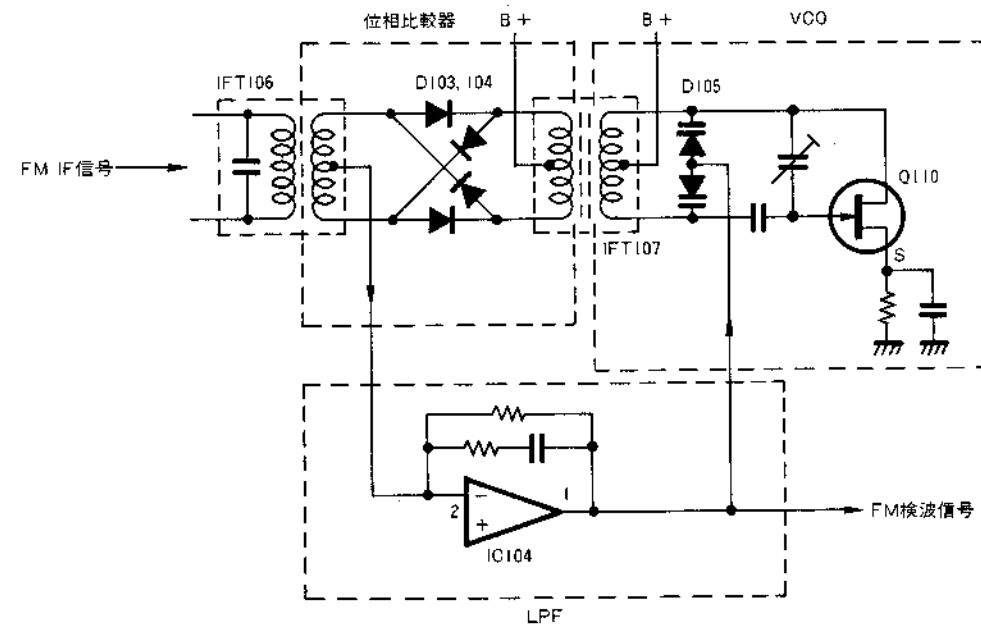 位相比較器
B +
B +
VCO
IFT106
D103, 104
D105
FM IF信号
Q110
IFT107
S
2
−
+
1
IC104
FM検波信号
LPF